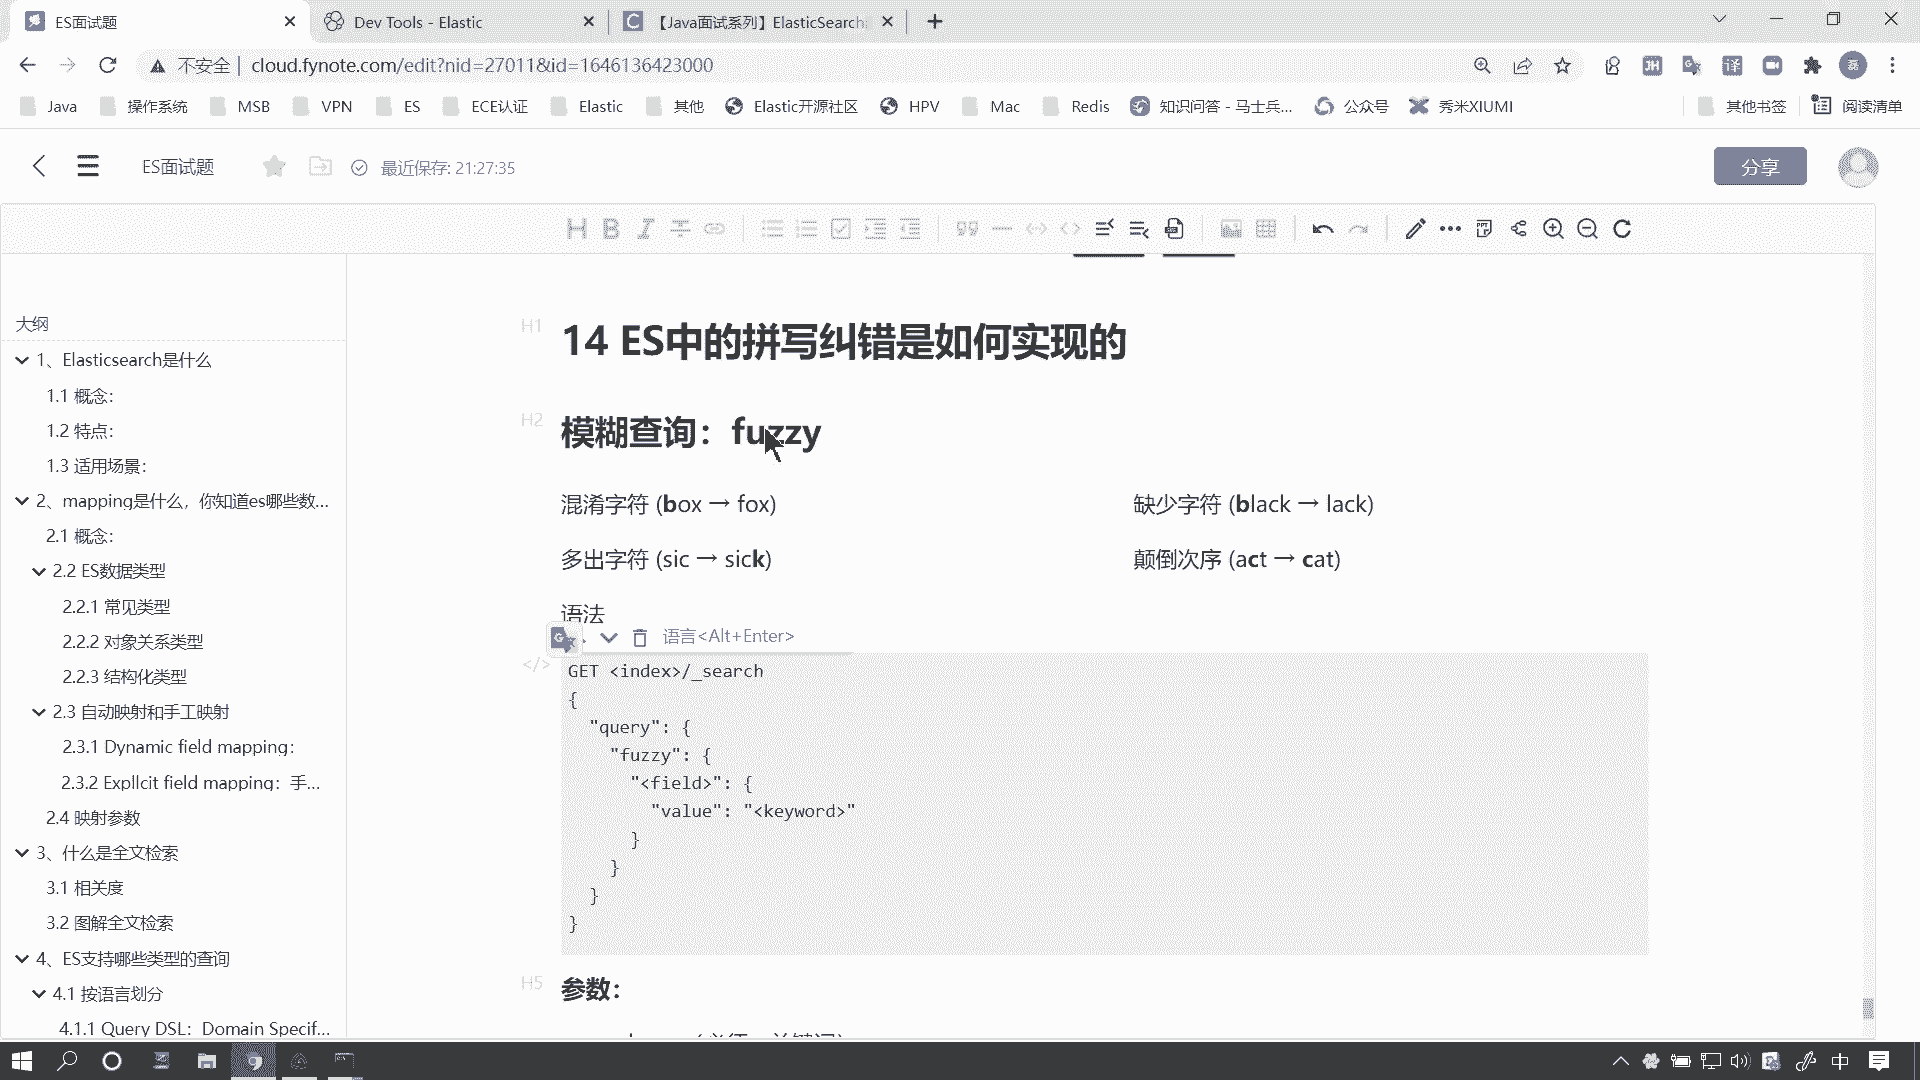 ES面试题
Dev Tools - Elastic
【Java面试系列】ElasticSearch
不安全 | cloud.fynote.com/edit?nid=27011&id=1646136423000
Java 操作系统 MSB VPN ES ECE认证 Elastic 其他 Elastic开源社区 HPV Mac Redis 知识问答 - 马士兵... 公众号 秀米XIUMI 其他书签 阅读清单
ES面试题 最近保存: 21:27:35 分享
大纲
1、Elasticsearch是什么
1.1 概念：
1.2 特点：
1.3 适用场景：
2、mapping是什么，你知道es哪些数...
2.1 概念：
2.2 ES数据类型
2.2.1 常见类型
2.2.2 对象关系类型
2.2.3 结构化类型
2.3 自动映射和手工映射
2.3.1 Dynamic field mapping：
2.3.2 Expllcit field mapping：手...
2.4 映射参数
3、什么是全文检索
3.1 相关度
3.2 图解全文检索
4、ES支持哪些类型的查询
4.1 按语言划分
4.1.1 Query DSL：Domain Specif...
H1 14 ES中的拼写纠错是如何实现的
H2 模糊查询：fuzzy
混淆字符 (box → fox) 缺少字符 (black → lack)
多出字符 (sic → sick) 颠倒次序 (act → cat)
语法
语言<Alt+Enter>
</> GET <index>/_search
{
"query": {
"fuzzy": {
"<field>": {
"value": "<keyword>"
}
}
}
}
H5 参数：
中